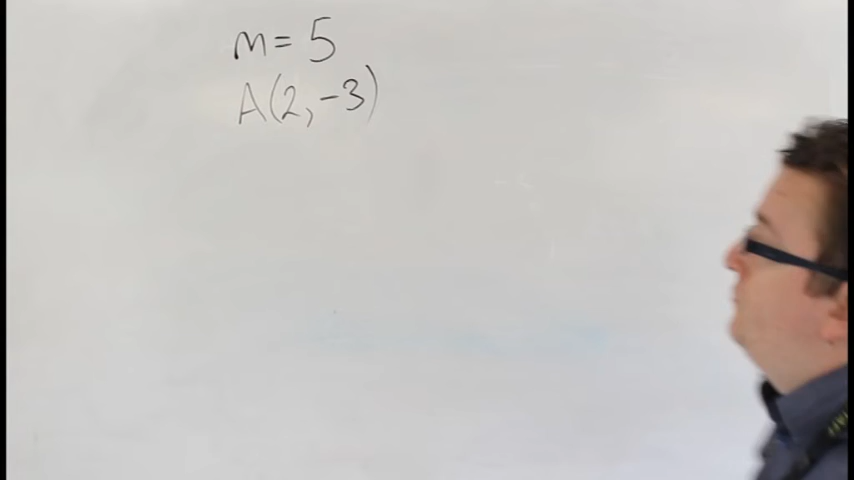 m = 5
A(2, -3)